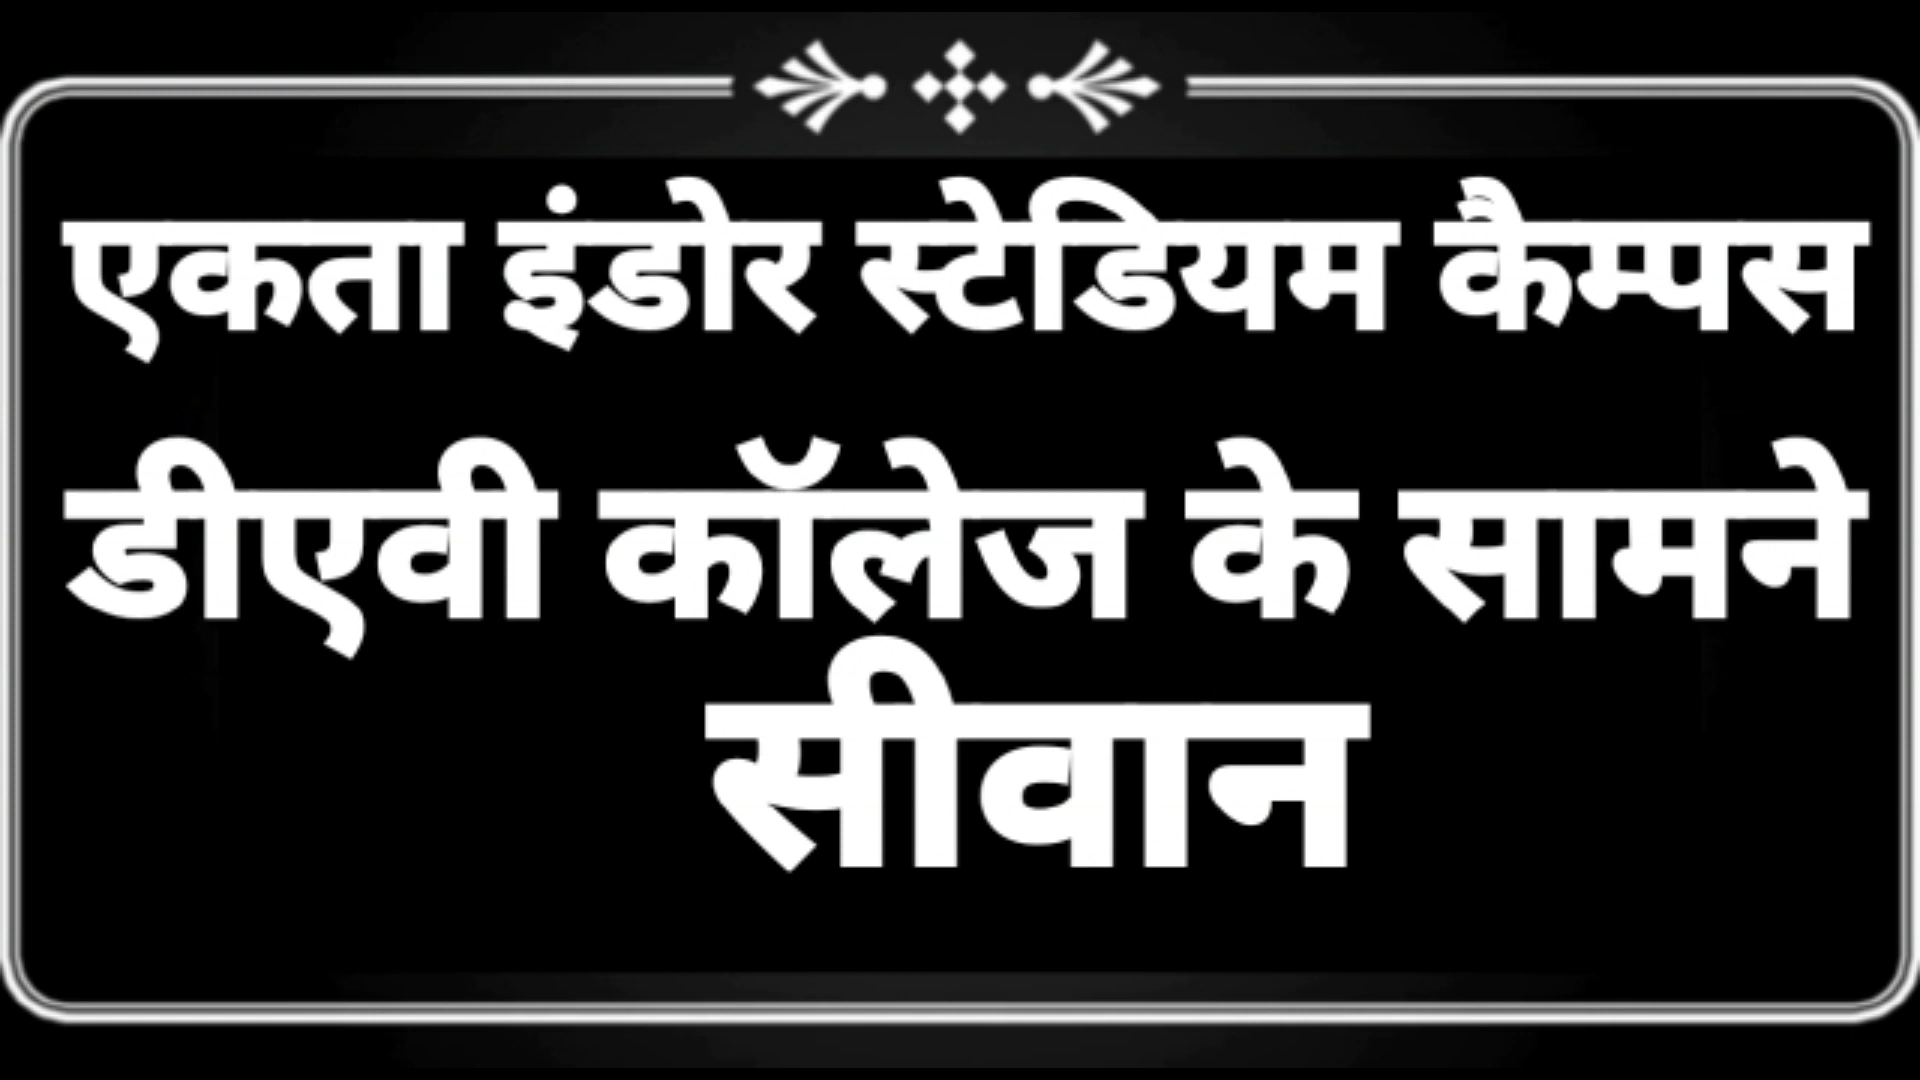 एकता इंडोर स्टेडियम कैम्पस
डीएवी कॉलेज के सामने
सीवान